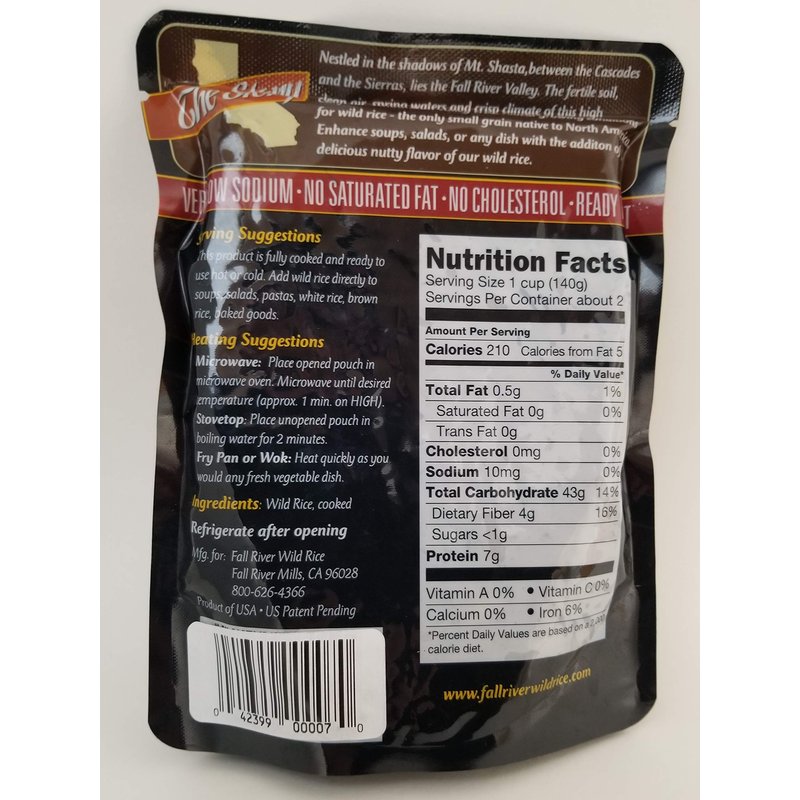 The Story
Nestled in the shadows of Mt. Shasta, between the Cascades
and the Sierras, lies the Fall River Valley. The fertile soil,
clean air, spring waters and crisp climate of this high
for wild rice - the only small grain native to North
Enhance soups, salads, or any dish with the additon
delicious nutty flavor of our wild rice.
SODIUM • NO SATURATED FAT • NO CHOLESTEROL • READY
Suggestions
This product is fully cooked and ready to
use hot or cold. Add wild rice directly to
soups, salads, pastas, white rice, brown
rice, baked goods.
Heating Suggestions
Microwave: Place opened pouch in
microwave oven. Microwave until desired
temperature (approx. 1 min. on HIGH).
Stovetop: Place unopened pouch in
boiling water for 2 minutes.
Fry Pan or Wok: Heat quickly as you
would any fresh vegetable dish.
Ingredients: Wild Rice, cooked
Refrigerate after opening
Mfg. for: Fall River Wild Rice
Fall River Mills, CA 96028
800-626-4366
Product of USA • US Patent Pending
0 42399 00007 0
Nutrition Facts
Serving Size 1 cup (140g)
Servings Per Container about 2
Amount Per Serving
Calories 210 Calories from Fat 5
% Daily Value*
Total Fat 0.5g 1%
Saturated Fat 0g 0%
Trans Fat 0g
Cholesterol 0mg 0%
Sodium 10mg 0%
Total Carbohydrate 43g 14%
Dietary Fiber 4g 16%
Sugars <1g
Protein 7g
Vitamin A 0% • Vitamin C 0%
Calcium 0% • Iron 6%
*Percent Daily Values are based on a 2,000
calorie diet.
www.fallriverwildrice.com